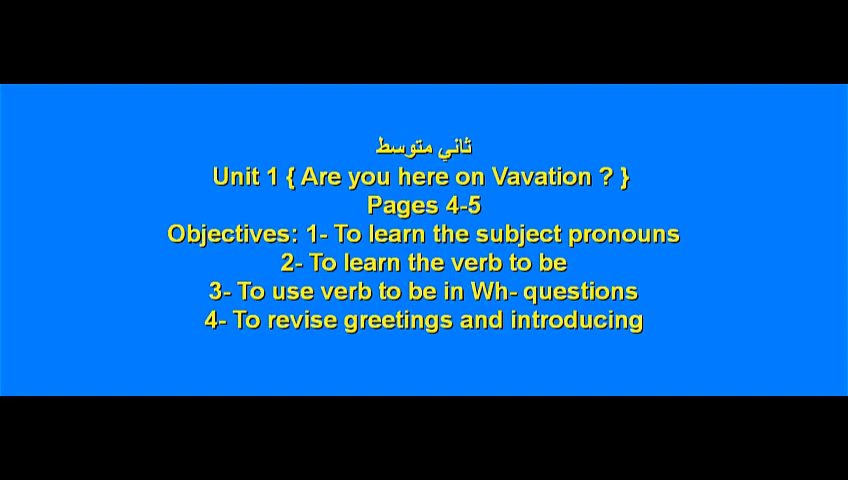 ثاني متوسط
Unit 1 { Are you here on Vavation ? }
Pages 4-5
Objectives: 1- To learn the subject pronouns
2- To learn the verb to be
3- To use verb to be in Wh- questions
4- To revise greetings and introducing